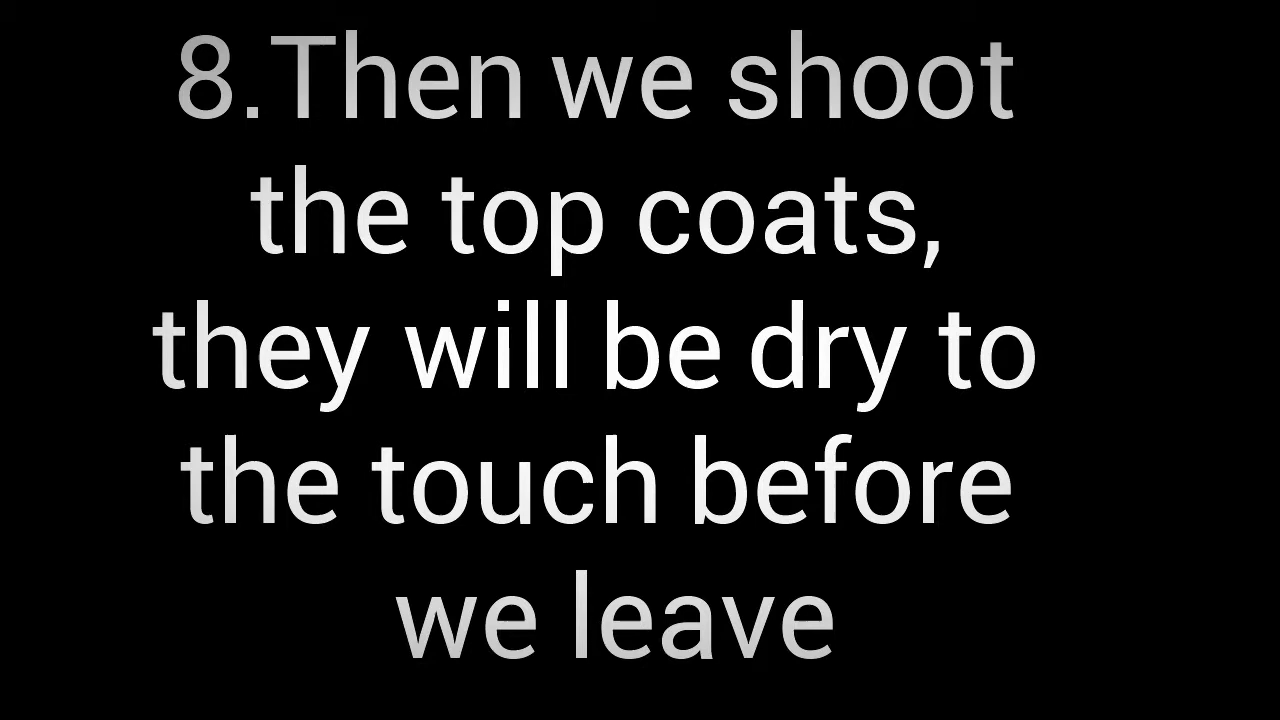 8.Then we shoot
the top coats,
they will be dry to
the touch before
we leave